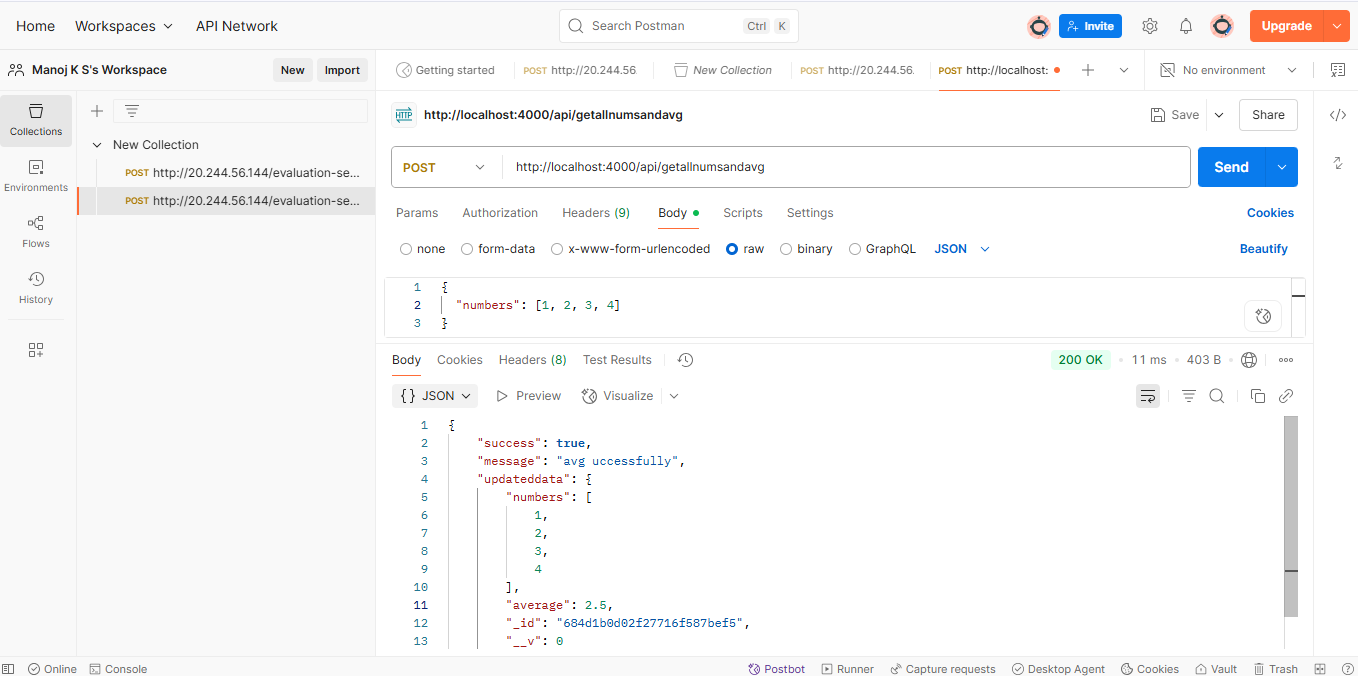 Home Workspaces API Network Search Postman Ctrl K Invite Upgrade
Manoj K S's Workspace New Import Getting started POST http://20.244.56 New Collection POST http://20.244.56. POST http://localhost: No environment
Collections
Environments
Flows
History
New Collection
POST http://20.244.56.144/evaluation-se...
POST http://20.244.56.144/evaluation-se...
HTTP http://localhost:4000/api/getallnumsandavg Save Share
POST http://localhost:4000/api/getallnumsandavg Send
Params Authorization Headers (9) Body Scripts Settings Cookies
none form-data x-www-form-urlencoded raw binary GraphQL JSON Beautify
1 {
2 "numbers": [1, 2, 3, 4]
3 }
Body Cookies Headers (8) Test Results 200 OK 11 ms 403 B
{} JSON Preview Visualize
1 {
2 "success": true,
3 "message": "avg uccessfully",
4 "updateddata": {
5 "numbers": [
6 1,
7 2,
8 3,
9 4
10 ],
11 "average": 2.5,
12 "_id": "684d1b0d02f27716f587bef5",
13 "__v": 0
Online Console Postbot Runner Capture requests Desktop Agent Cookies Vault Trash